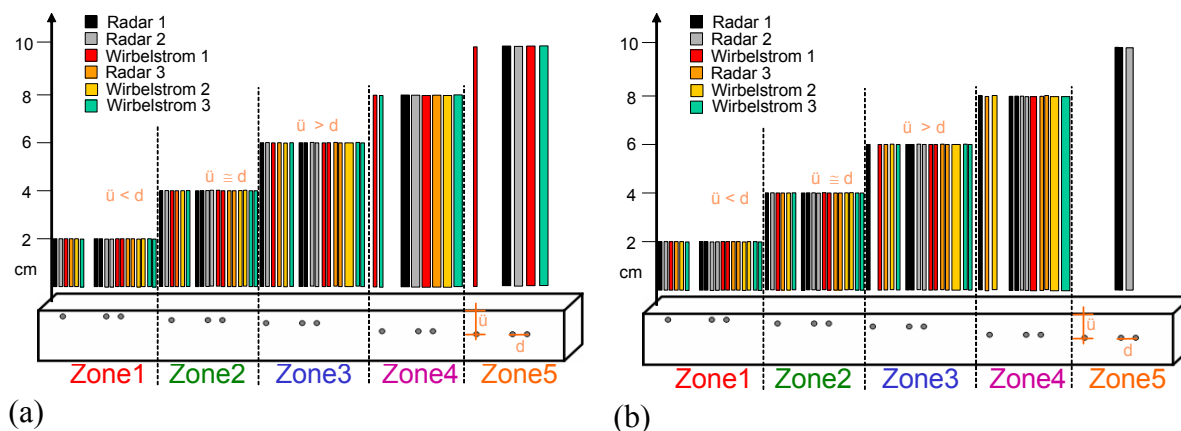 10
8
6
4
2
cm
Radar 1
Radar 2
Wirbelstrom 1
Radar 3
Wirbelstrom 2
Wirbelstrom 3
ü < d
ü ≅ d
ü > d
ü
d
Zone1 Zone2 Zone3 Zone4 Zone5
(a)
10
8
6
4
2
cm
Radar 1
Radar 2
Wirbelstrom 1
Radar 3
Wirbelstrom 2
Wirbelstrom 3
ü < d
ü ≅ d
ü > d
ü
d
Zone1 Zone2 Zone3 Zone4 Zone5
(b)